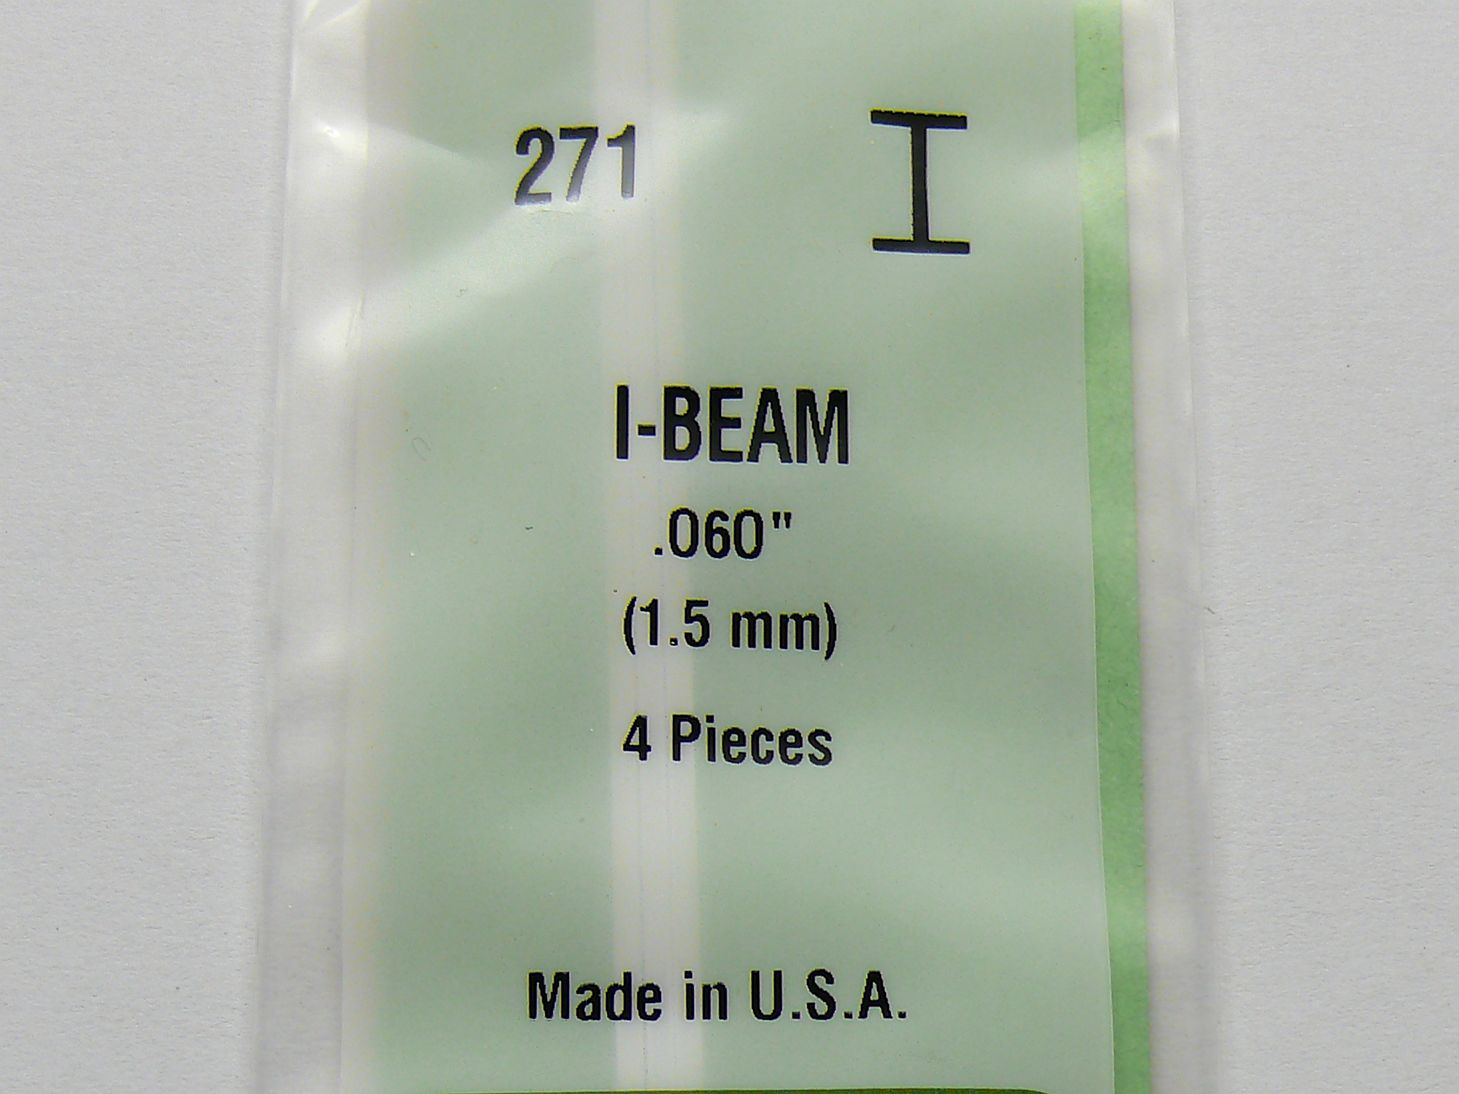 271
I-BEAM
.060"
(1.5 mm)
4 Pieces
Made in U.S.A.